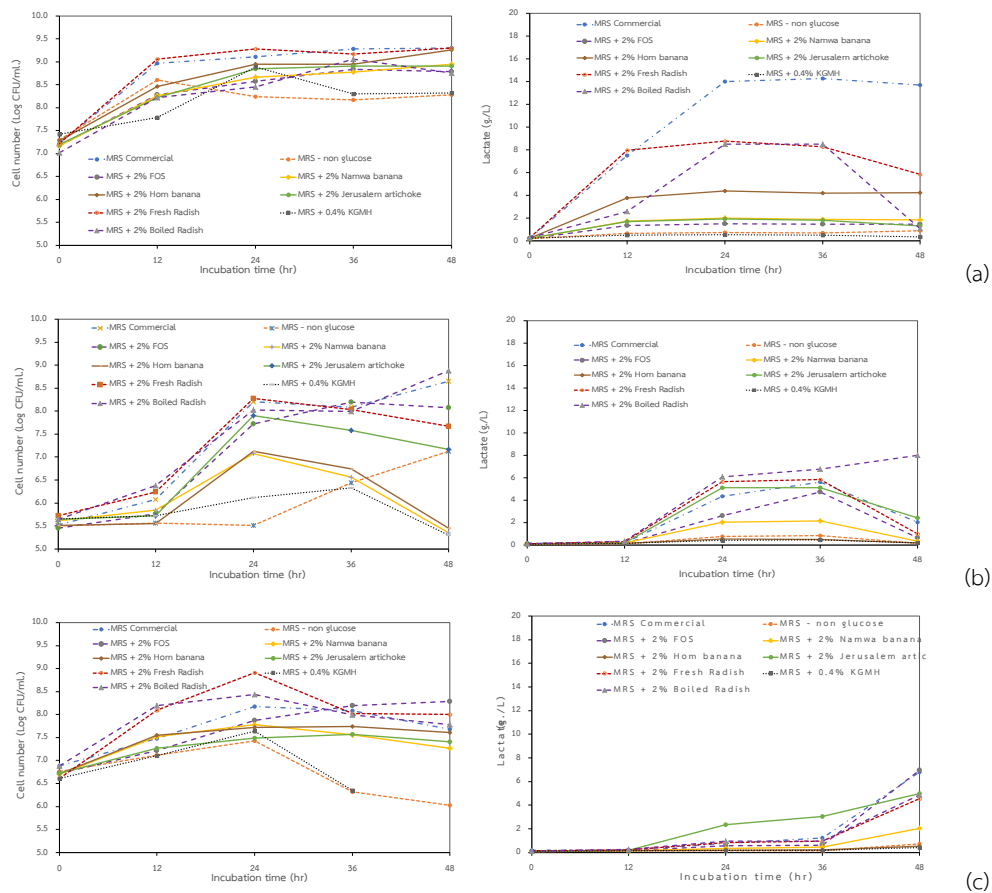 Cell number (Log CFU/mL)
10.0
9.5
9.0
8.5
8.0
7.5
7.0
6.5
6.0
5.5
5.0
MRS Commercial
MRS - non glucose
MRS + 2% FOS
MRS + 2% Namwa banana
MRS + 2% Hom banana
MRS + 2% Jerusalem artichoke
MRS + 2% Fresh Radish
MRS + 0.4% KGMH
MRS + 2% Boiled Radish
0 12 24 36 48
Incubation time (hr)
Lactate (g./L)
20
18
16
14
12
10
8
6
4
2
0
MRS Commercial
MRS - non glucose
MRS + 2% FOS
MRS + 2% Namwa banana
MRS + 2% Hom banana
MRS + 2% Jerusalem artichoke
MRS + 2% Fresh Radish
MRS + 0.4% KGMH
MRS + 2% Boiled Radish
0 12 24 36 48
Incubation time (hr)
(a)
Cell number (Log CFU/mL)
10.0
9.5
9.0
8.5
8.0
7.5
7.0
6.5
6.0
5.5
5.0
MRS Commercial
MRS - non glucose
MRS + 2% FOS
MRS + 2% Namwa banana
MRS + 2% Hom banana
MRS + 2% Jerusalem artichoke
MRS + 2% Fresh Radish
MRS + 0.4% KGMH
MRS + 2% Boiled Radish
0 12 24 36 48
Incubation time (hr)
Lactate (g./L)
20
18
16
14
12
10
8
6
4
2
0
MRS Commercial
MRS - non glucose
MRS + 2% FOS
MRS + 2% Namwa banana
MRS + 2% Hom banana
MRS + 2% Jerusalem artichoke
MRS + 2% Fresh Radish
MRS + 0.4% KGMH
MRS + 2% Boiled Radish
0 12 24 36 48
Incubation time (hr)
(b)
Cell number (Log CFU/mL)
10.0
9.5
9.0
8.5
8.0
7.5
7.0
6.5
6.0
5.5
5.0
MRS Commercial
MRS - non glucose
MRS + 2% FOS
MRS + 2% Namwa banana
MRS + 2% Hom banana
MRS + 2% Jerusalem artichoke
MRS + 2% Fresh Radish
MRS + 0.4% KGMH
MRS + 2% Boiled Radish
0 12 24 36 48
Incubation time (hr)
Lactate (g./L)
20
18
16
14
12
10
8
6
4
2
0
MRS Commercial
MRS - non glucose
MRS + 2% FOS
MRS + 2% Namwa banana
MRS + 2% Hom banana
MRS + 2% Jerusalem artic
MRS + 2% Fresh Radish
MRS + 0.4% KGMH
MRS + 2% Boiled Radish
0 12 24 36 48
Incubation time (hr)
(c)